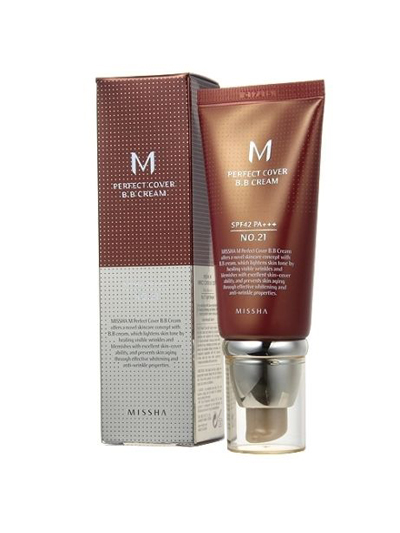 M
PERFECT COVER
B.B CREAM
MISSHA M Perfect Cover B.B Cream
offers a novel skincare concept with
B.B cream, which lightens skin tone by
healing visible wrinkles and
blemishes with excellent skin-cover
ability, and prevents skin aging
through effective whitening and
anti-wrinkle properties.
MISSHA
M
PERFECT COVER
B.B CREAM
SPF42 PA+++
NO.21
MISSHA M Perfect Cover B.B Cream
offers a novel skincare concept with
B.B cream, which lightens skin tone by
healing visible wrinkles and
blemishes with excellent skin-cover
ability, and prevents skin aging
through effective whitening and
anti-wrinkle properties.
MISSHA